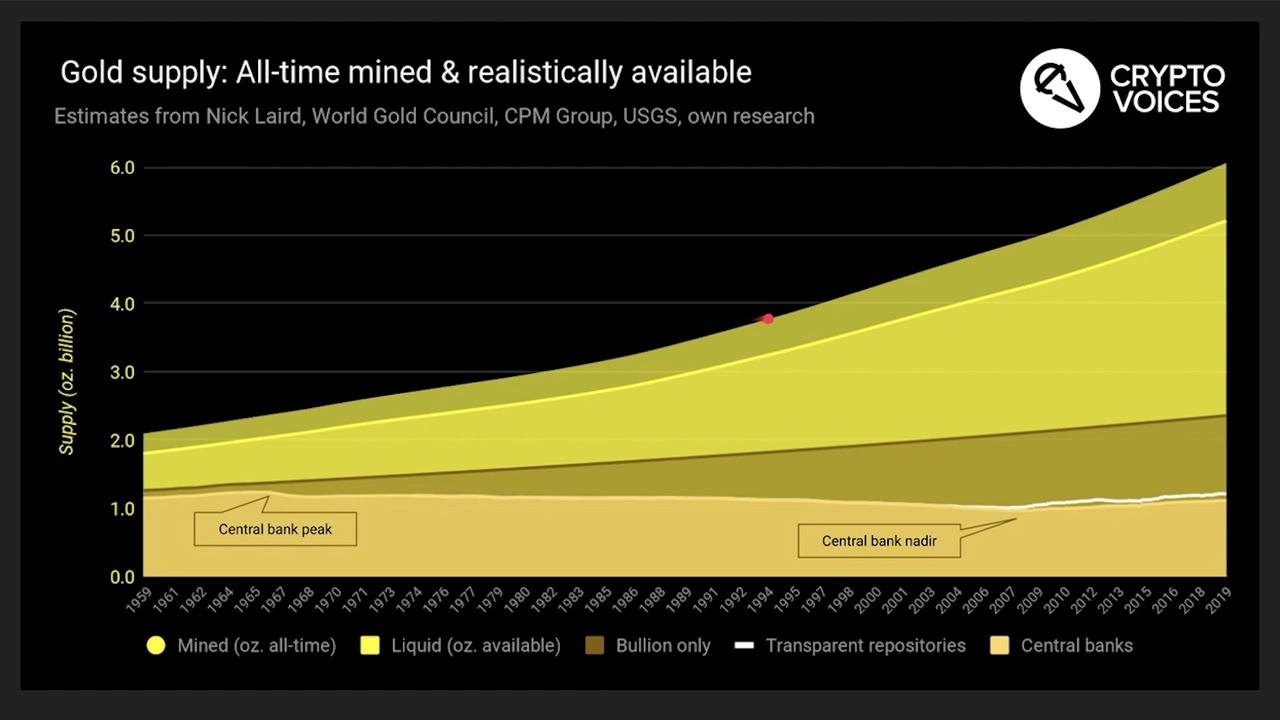 Gold supply: All-time mined & realistically available
Estimates from Nick Laird, World Gold Council, CPM Group, USGS, own research
CRYPTO
VOICES
Supply (oz. billion)
6.0
5.0
4.0
3.0
2.0
1.0
0.0
Central bank peak
Central bank nadir
1959 1961 1962 1964 1965 1967 1968 1970 1971 1973 1974 1976 1977 1979 1980 1982 1983 1985 1986 1988 1989 1991 1992 1994 1995 1997 1998 2000 2001 2003 2004 2006 2007 2009 2010 2012 2013 2015 2016 2018 2019
Mined (oz. all-time) Liquid (oz. available) Bullion only Transparent repositories Central banks